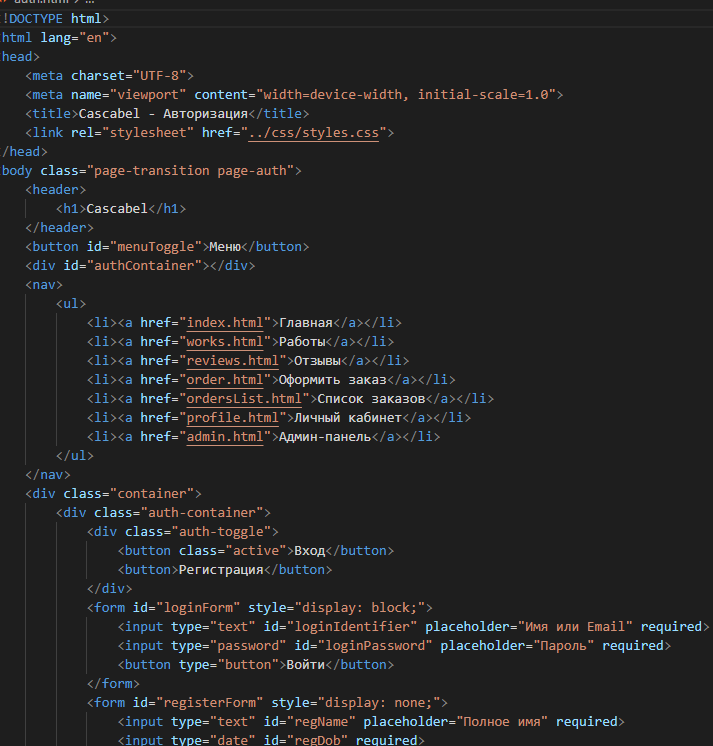 !DOCTYPE html>
html lang="en">
head>
<meta charset="UTF-8">
<meta name="viewport" content="width=device-width, initial-scale=1.0">
<title>Cascabel - Авторизация</title>
<link rel="stylesheet" href="../css/styles.css">
/head>
body class="page-transition page-auth">
<header>
<h1>Cascabel</h1>
</header>
<button id="menuToggle">Меню</button>
<div id="authContainer"></div>
<nav>
<ul>
<li><a href="index.html">Главная</a></li>
<li><a href="works.html">Работы</a></li>
<li><a href="reviews.html">Отзывы</a></li>
<li><a href="order.html">Оформить заказ</a></li>
<li><a href="ordersList.html">Список заказов</a></li>
<li><a href="profile.html">Личный кабинет</a></li>
<li><a href="admin.html">Админ-панель</a></li>
</ul>
</nav>
<div class="container">
<div class="auth-container">
<div class="auth-toggle">
<button class="active">Вход</button>
<button>Регистрация</button>
</div>
<form id="loginForm" style="display: block;">
<input type="text" id="loginIdentifier" placeholder="Имя или Email" required>
<input type="password" id="loginPassword" placeholder="Пароль" required>
<button type="button">Войти</button>
</form>
<form id="registerForm" style="display: none;">
<input type="text" id="regName" placeholder="Полное имя" required>
<input type="date" id="regDob" required>